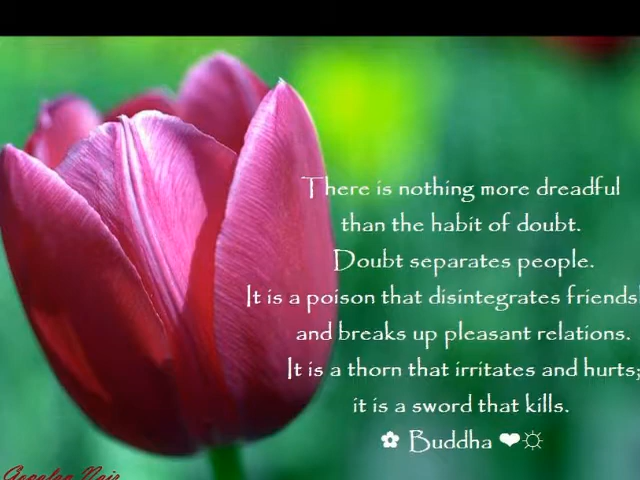 There is nothing more dreadful
than the habit of doubt.
Doubt separates people.
It is a poison that disintegrates
and breaks up pleasant relations.
It is a thorn that irritates and hurts;
it is a sword that kills.
✿ Buddha ❤☼
Nair